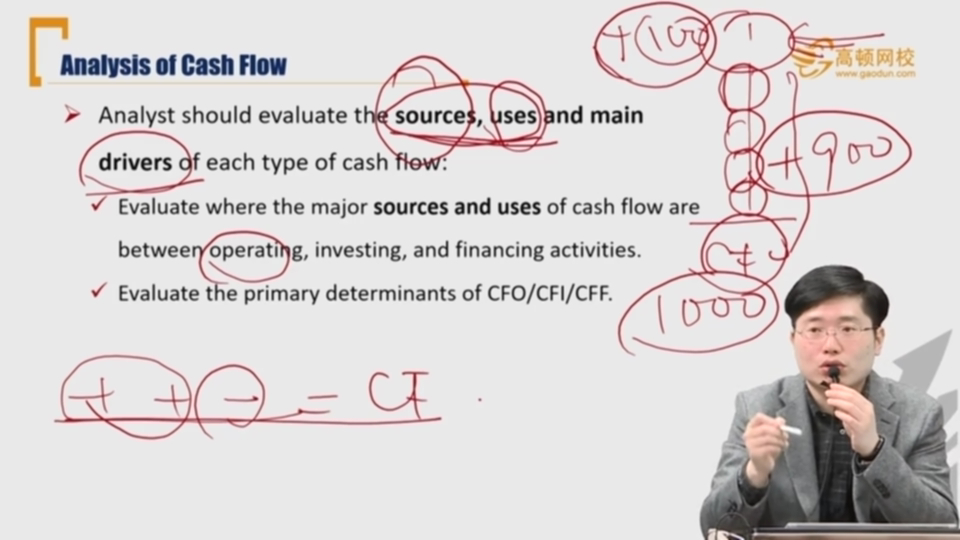 Analysis of Cash Flow
高顿网校
www.gaodun.com
➢ Analyst should evaluate the sources, uses and main
drivers of each type of cash flow:
✓ Evaluate where the major sources and uses of cash flow are
between operating, investing, and financing activities.
✓ Evaluate the primary determinants of CFO/CFI/CFF.
+100
+900
1000
+ + - = CF